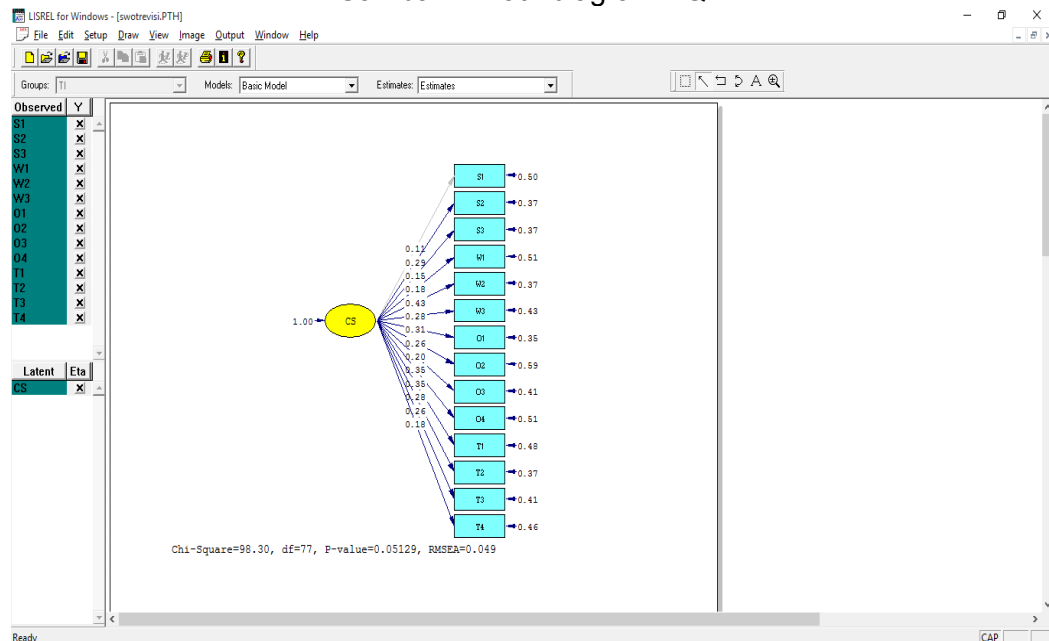 LISREL for Windows - [swotrevisi.PTH]
File Edit Setup Draw View Image Output Window Help
Groups: TI Models: Basic Model Estimates: Estimates
Observed Y
S1
S2
S3
W1
W2
W3
O1
O2
O3
O4
T1
T2
T3
T4
Latent Eta
CS
1.00 CS
0.11
0.29
0.15
0.18
0.43
0.28
0.31
0.26
0.20
0.35
0.35
0.28
0.26
0.18
S1 0.50
S2 0.37
S3 0.37
W1 0.51
W2 0.37
W3 0.43
O1 0.35
O2 0.59
O3 0.41
O4 0.51
T1 0.48
T2 0.37
T3 0.41
T4 0.46
Chi-Square=98.30, df=77, P-value=0.05129, RMSEA=0.049
Ready CAP